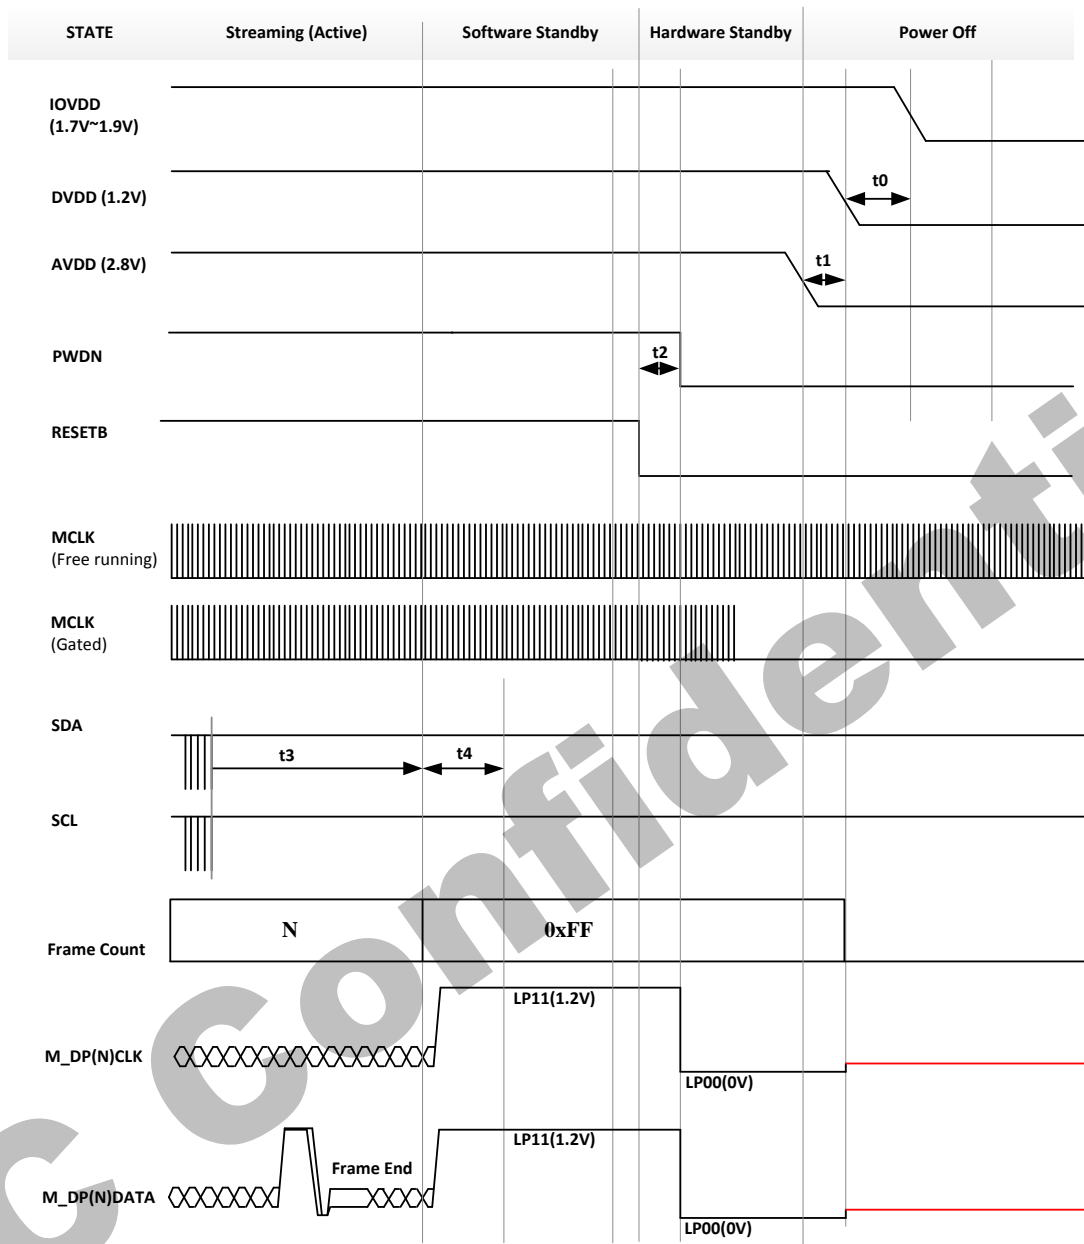 STATE Streaming (Active) Software Standby Hardware Standby Power Off
IOVDD
(1.7V~1.9V)
DVDD (1.2V)
t0
AVDD (2.8V)
t1
PWDN
t2
RESETB
MCLK
(Free running)
MCLK
(Gated)
SDA
t3
t4
SCL
Frame Count
N
0xFF
LP11(1.2V)
M_DP(N)CLK
LP00(0V)
LP11(1.2V)
Frame End
M_DP(N)DATA
LP00(0V)
C Confidenti